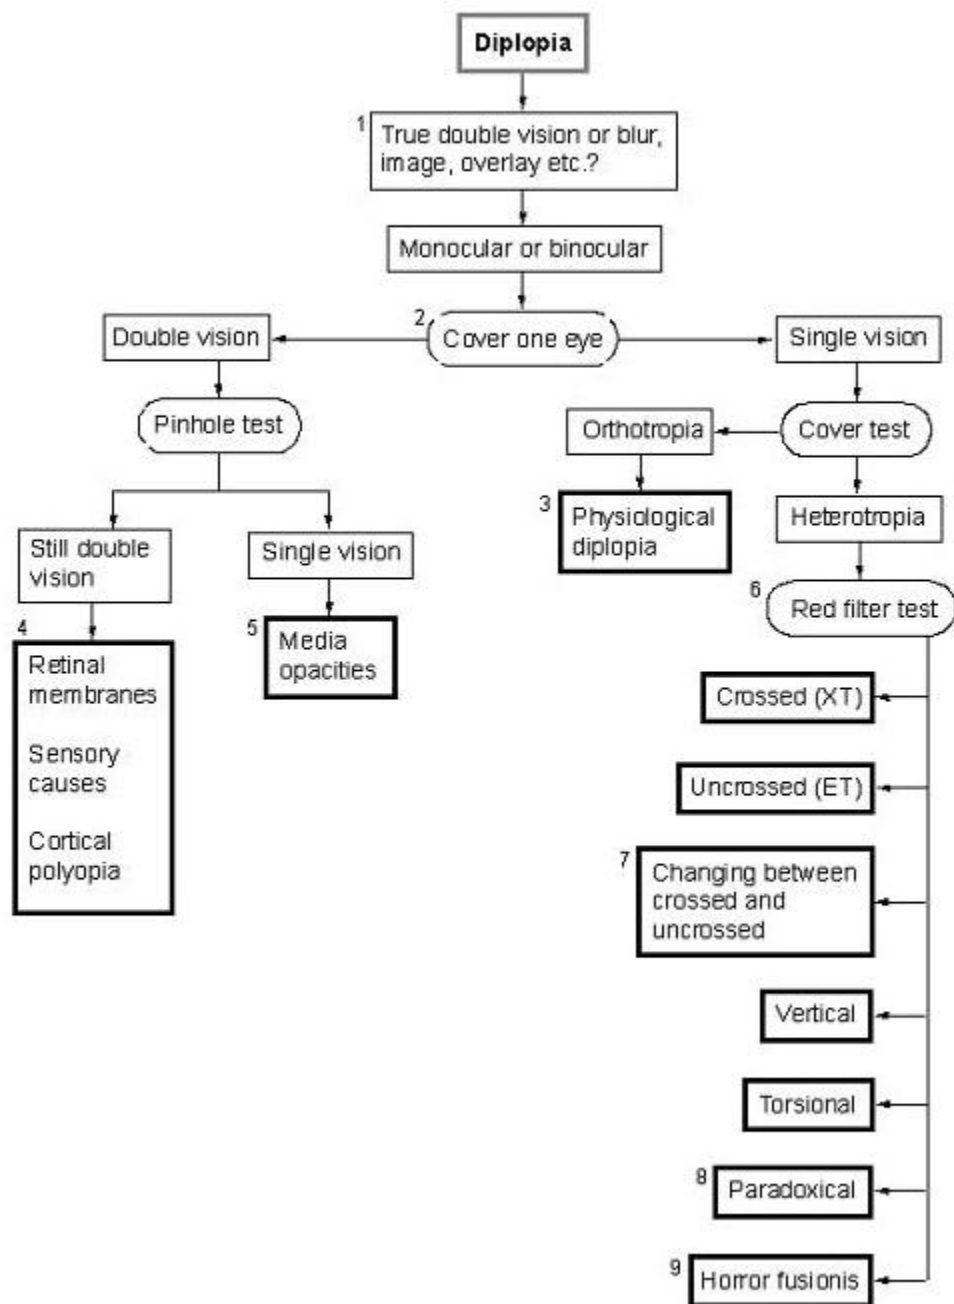 Diplopia
1
True double vision or blur,
image, overlay etc.?
Monocular or binocular
2
Double vision
Cover one eye
Single vision
Pinhole test
Orthotropia
Cover test
3
Physiological
diplopia
Heterotropia
Still double
vision
Single vision
6
Red filter test
4
Retinal
membranes
Sensory
causes
Cortical
polyopia
5
Media
opacities
Crossed (XT)
Uncrossed (ET)
7
Changing between
crossed and
uncrossed
Vertical
Torsional
8
Paradoxical
9
Horror fusionis